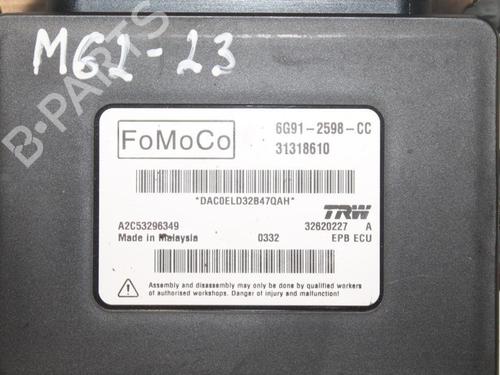 M62-23
B-PARTS
FoMoCo
6G91-2598-CC
31318610
*DAC0ELD32B47QAH*
TRW
A2C53296349
32620227 A
Made in Malaysia
0332
EPB ECU
Assembly and disassembly may only be done by qualified workers
of authorised workshops. Danger of injury and malfunction!